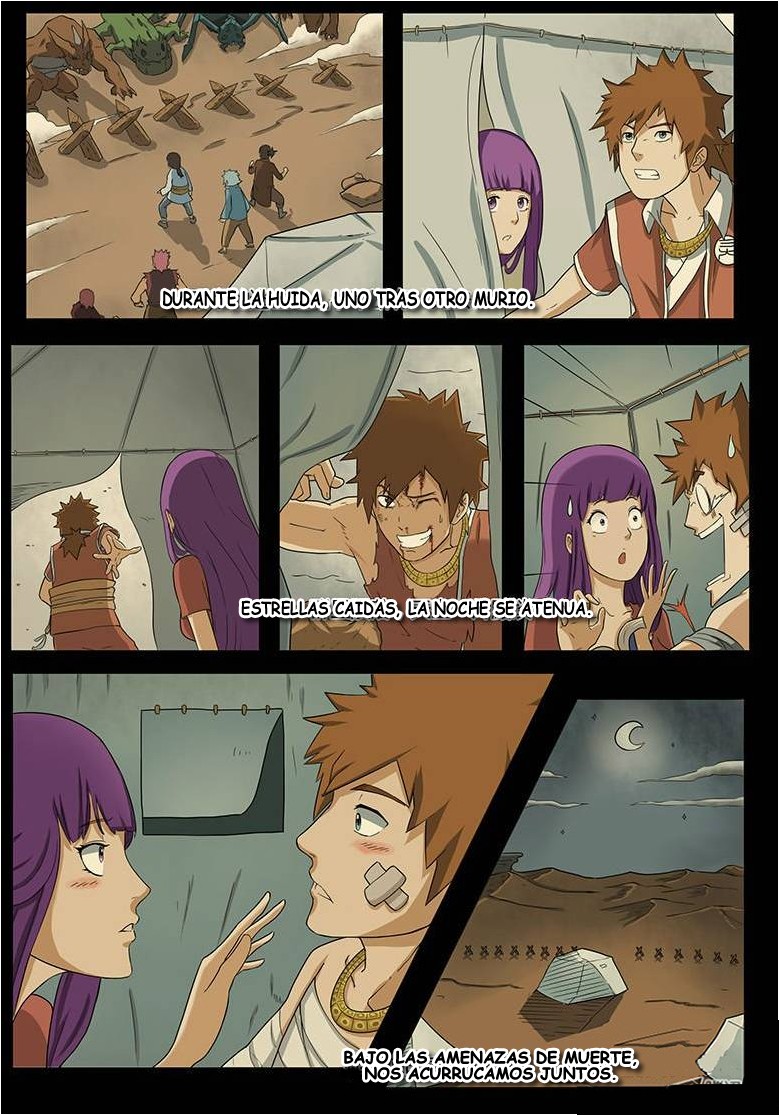 DURANTE LA HUIDA, UNO TRAS OTRO MURIO.
ESTRELLAS CAIDAS, LA NOCHE SE ATENUA.
BAJO LAS AMENAZAS DE MUERTE,
NOS ACURRUCAMOS JUNTOS.